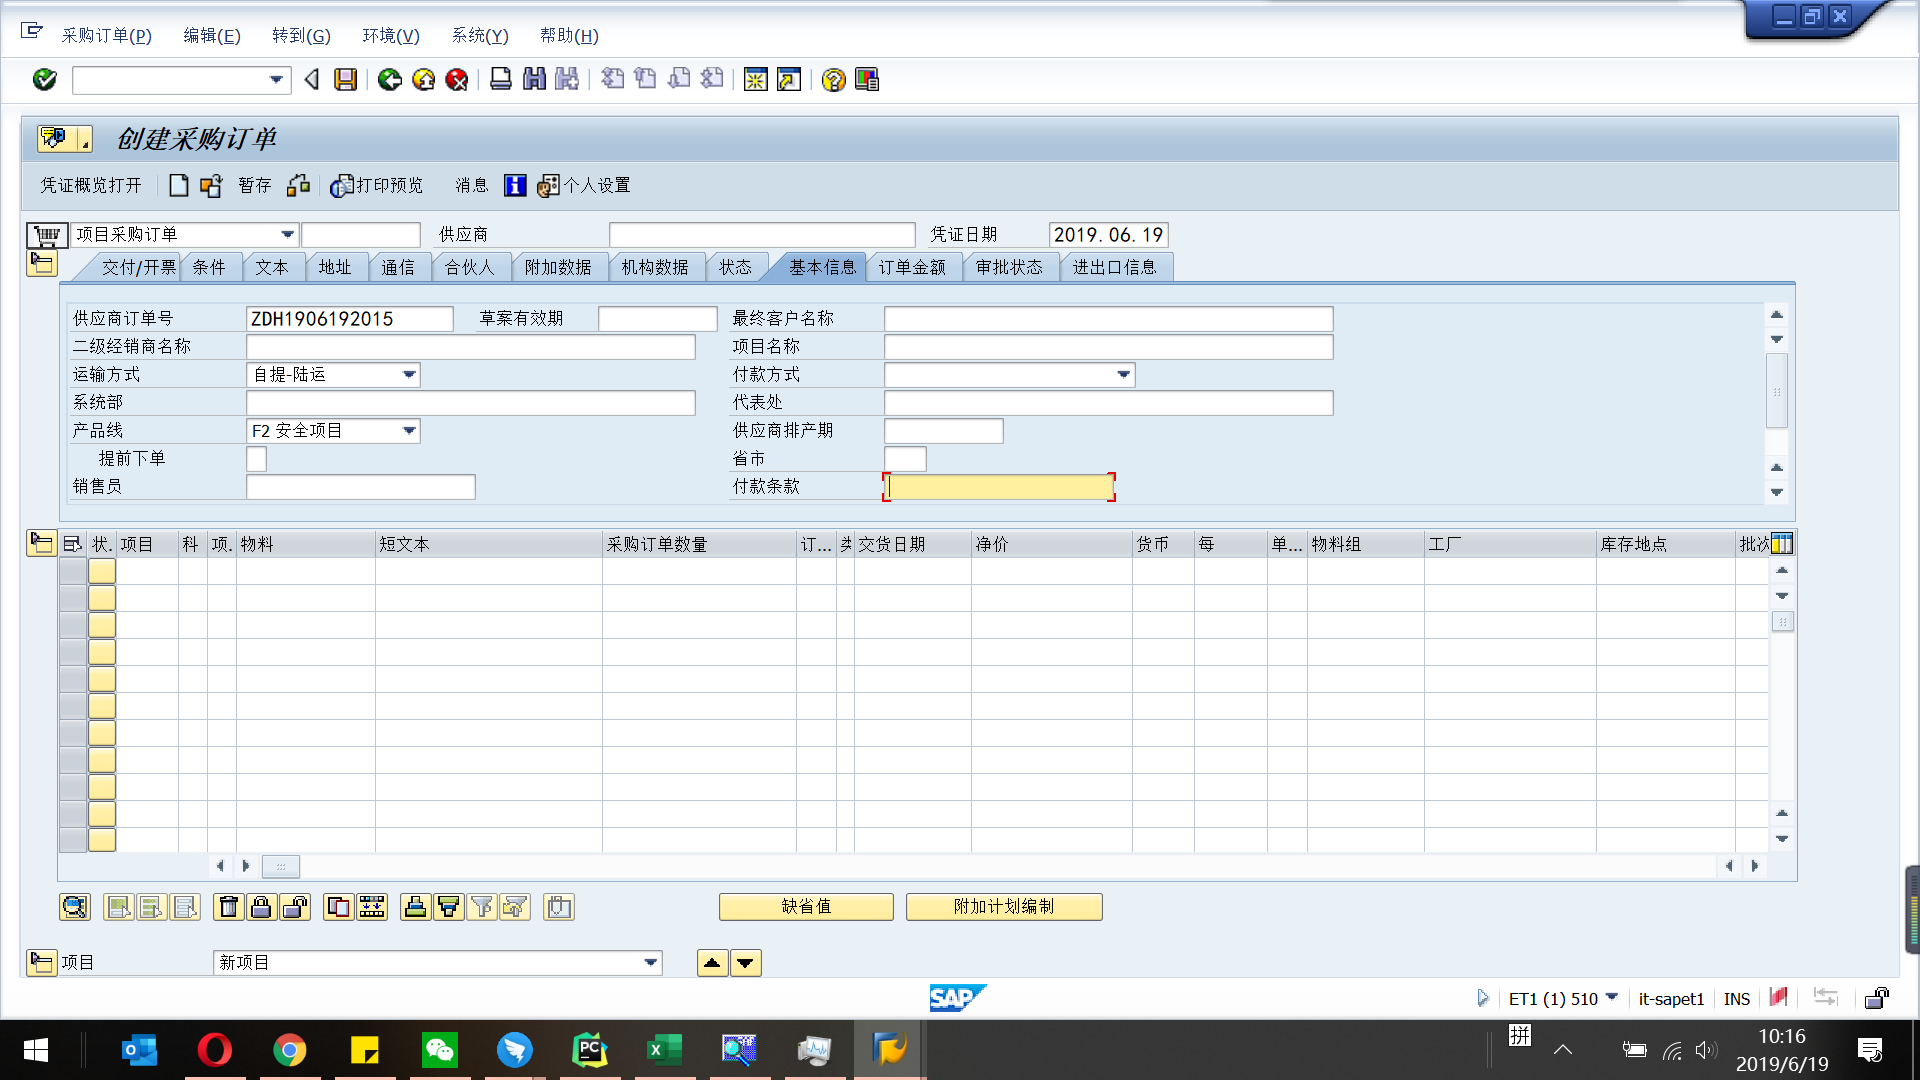 采购订单(P) 编辑(E) 转到(G) 环境(V) 系统(Y) 帮助(H)
创建采购订单
凭证概览打开 暂存 打印预览 消息 个人设置
项目采购订单 供应商 凭证日期 2019.06.19
交付/开票 条件 文本 地址 通信 合伙人 附加数据 机构数据 状态 基本信息 订单金额 审批状态 进出口信息
供应商订单号 ZDH1906192015 草案有效期 最终客户名称
二级经销商名称 项目名称
运输方式 自提-陆运 付款方式
系统部 代表处
产品线 F2 安全项目 供应商排产期
提前下单 省市
销售员 付款条款
状. 项目 科 项. 物料 短文本 采购订单数量 订... 交货日期 净价 货币 每 单... 物料组 工厂 库存地点 批次
缺省值 附加计划编制
项目 新项目
SAP ET1 (1) 510 it-sapet1 INS
拼 10:16
2019/6/19